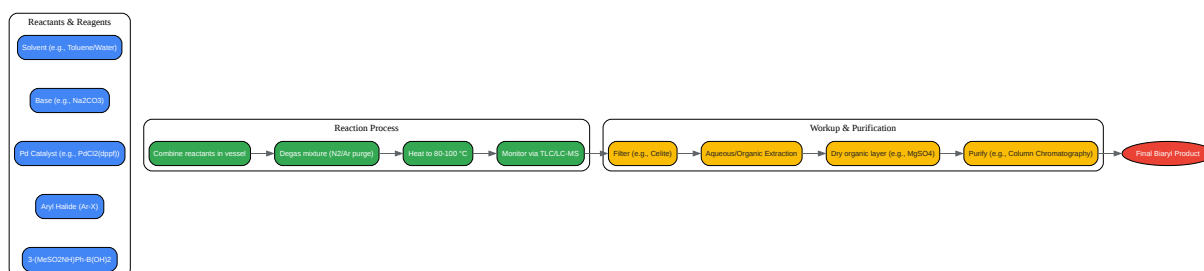 Reactants & Reagents
Solvent (e.g., Toluene/Water)
Base (e.g., Na2CO3)
Pd Catalyst (e.g., PdCl2(dppf))
Aryl Halide (Ar-X)
3-(MeSO2NH)Ph-B(OH)2
Reaction Process
Combine reactants in vessel
Degas mixture (N2/Ar purge)
Heat to 80-100 °C
Monitor via TLC/LC-MS
Workup & Purification
Filter (e.g., Celite)
Aqueous/Organic Extraction
Dry organic layer (e.g., MgSO4)
Purify (e.g., Column Chromatography)
Final Biaryl Product